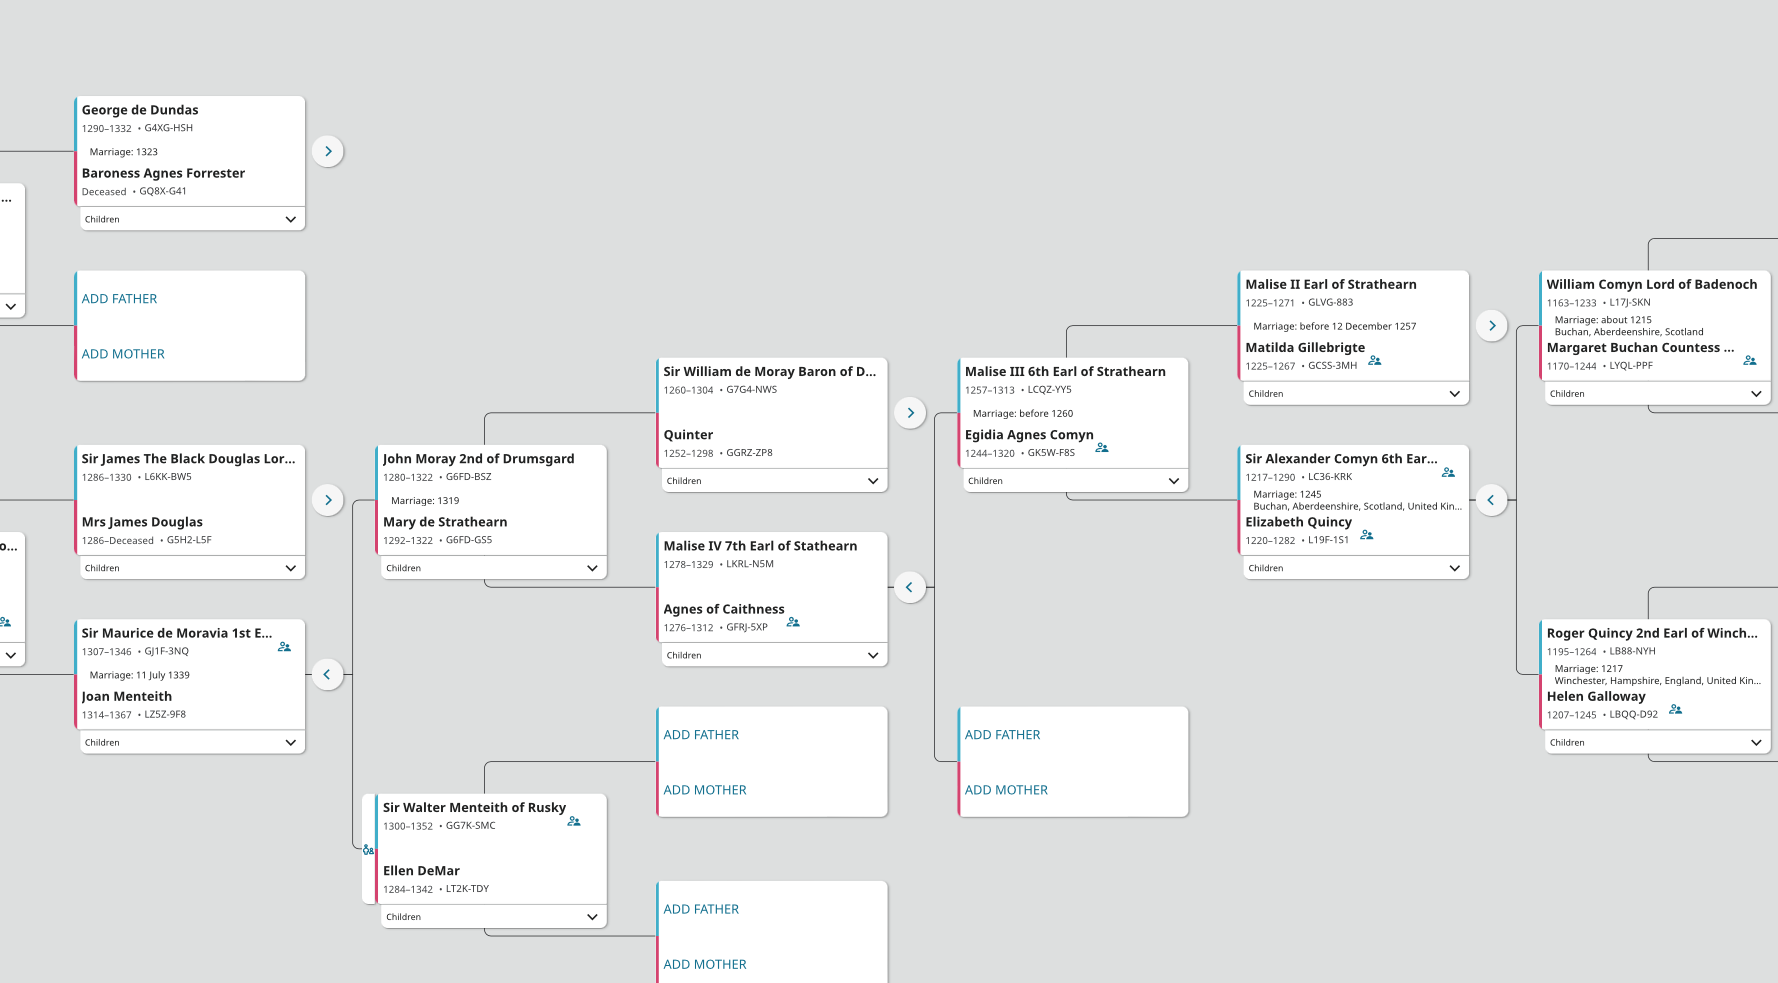 George de Dundas
1290–1332 • G4XG-HSH
Marriage: 1323
Baroness Agnes Forrester
Deceased • GQ8X-G41
Children
...
ADD FATHER
ADD MOTHER
Sir James The Black Douglas Lor...
1286–1330 • L6KK-BW5
Mrs James Douglas
1286–Deceased • G5H2-L5F
Children
o...
Sir Maurice de Moravia 1st E...
1307–1346 • GJ1F-3NQ
Marriage: 11 July 1339
Joan Menteith
1314–1367 • LZ5Z-9F8
Children
John Moray 2nd of Drumsgard
1280–1322 • G6FD-BSZ
Marriage: 1319
Mary de Strathearn
1292–1322 • G6FD-GS5
Children
Sir Walter Menteith of Rusky
1300–1352 • GG7K-SMC
Ellen DeMar
1284–1342 • LT2K-TDY
Children
Sir William de Moray Baron of D...
1260–1304 • G7G4-NWS
Quinter
1252–1298 • GGRZ-ZP8
Children
Malise IV 7th Earl of Stathearn
1278–1329 • LKRL-N5M
Agnes of Caithness
1276–1312 • GFRJ-5XP
Children
ADD FATHER
ADD MOTHER
ADD FATHER
ADD MOTHER
Malise III 6th Earl of Strathearn
1257–1313 • LCQZ-YY5
Marriage: before 1260
Egidia Agnes Comyn
1244–1320 • GK5W-F8S
Children
ADD FATHER
ADD MOTHER
Malise II Earl of Strathearn
1225–1271 • GLVG-883
Marriage: before 12 December 1257
Matilda Gillebrigte
1225–1267 • GCSS-3MH
Children
Sir Alexander Comyn 6th Ear...
1217–1290 • LC36-KRK
Marriage: 1245
Buchan, Aberdeenshire, Scotland, United Kin...
Elizabeth Quincy
1220–1282 • L19F-1S1
Children
William Comyn Lord of Badenoch
1163–1233 • L17J-SKN
Marriage: about 1215
Buchan, Aberdeenshire, Scotland
Margaret Buchan Countess ...
1170–1244 • LYQL-PPF
Children
Roger Quincy 2nd Earl of Winch...
1195–1264 • LB88-NYH
Marriage: 1217
Winchester, Hampshire, England, United Kin...
Helen Galloway
1207–1245 • LBQQ-D92
Children